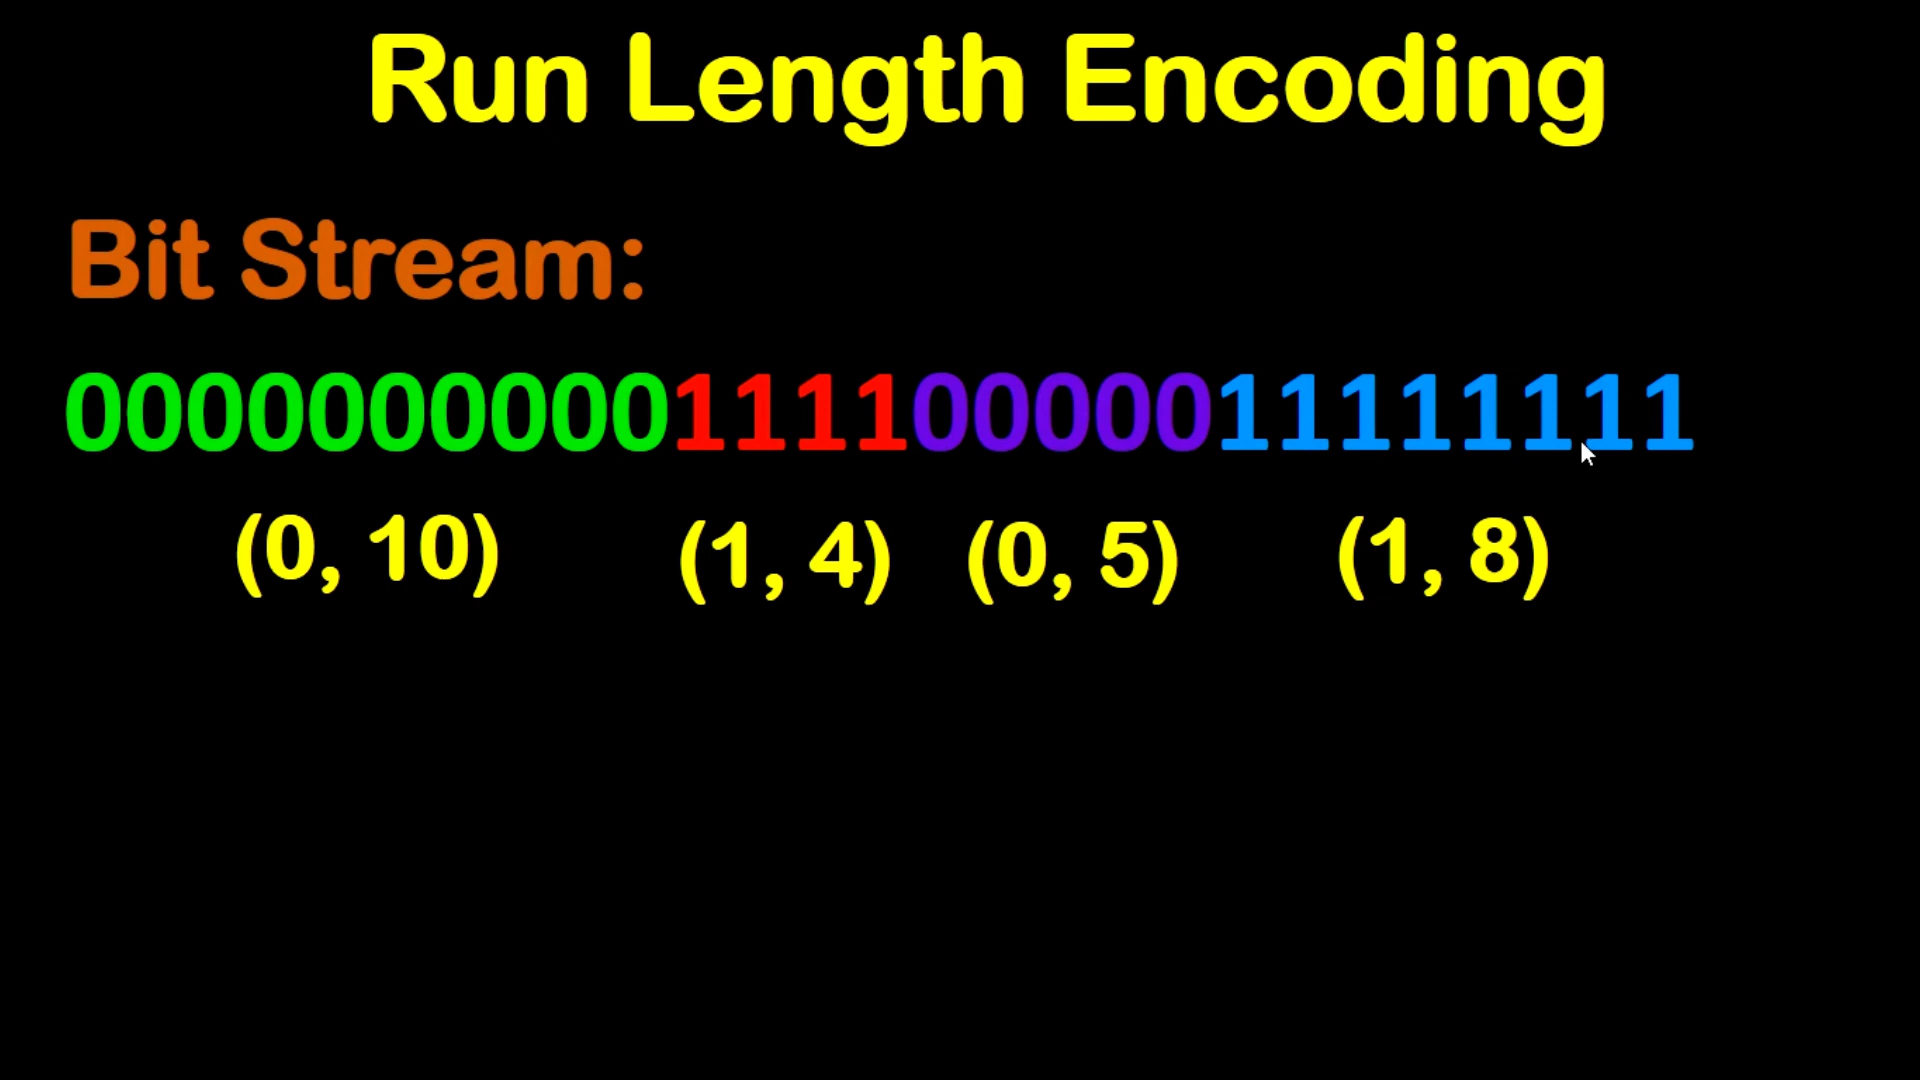 Run Length Encoding
Bit Stream:
000000000011110000011111111
(0, 10) (1, 4) (0, 5) (1, 8)